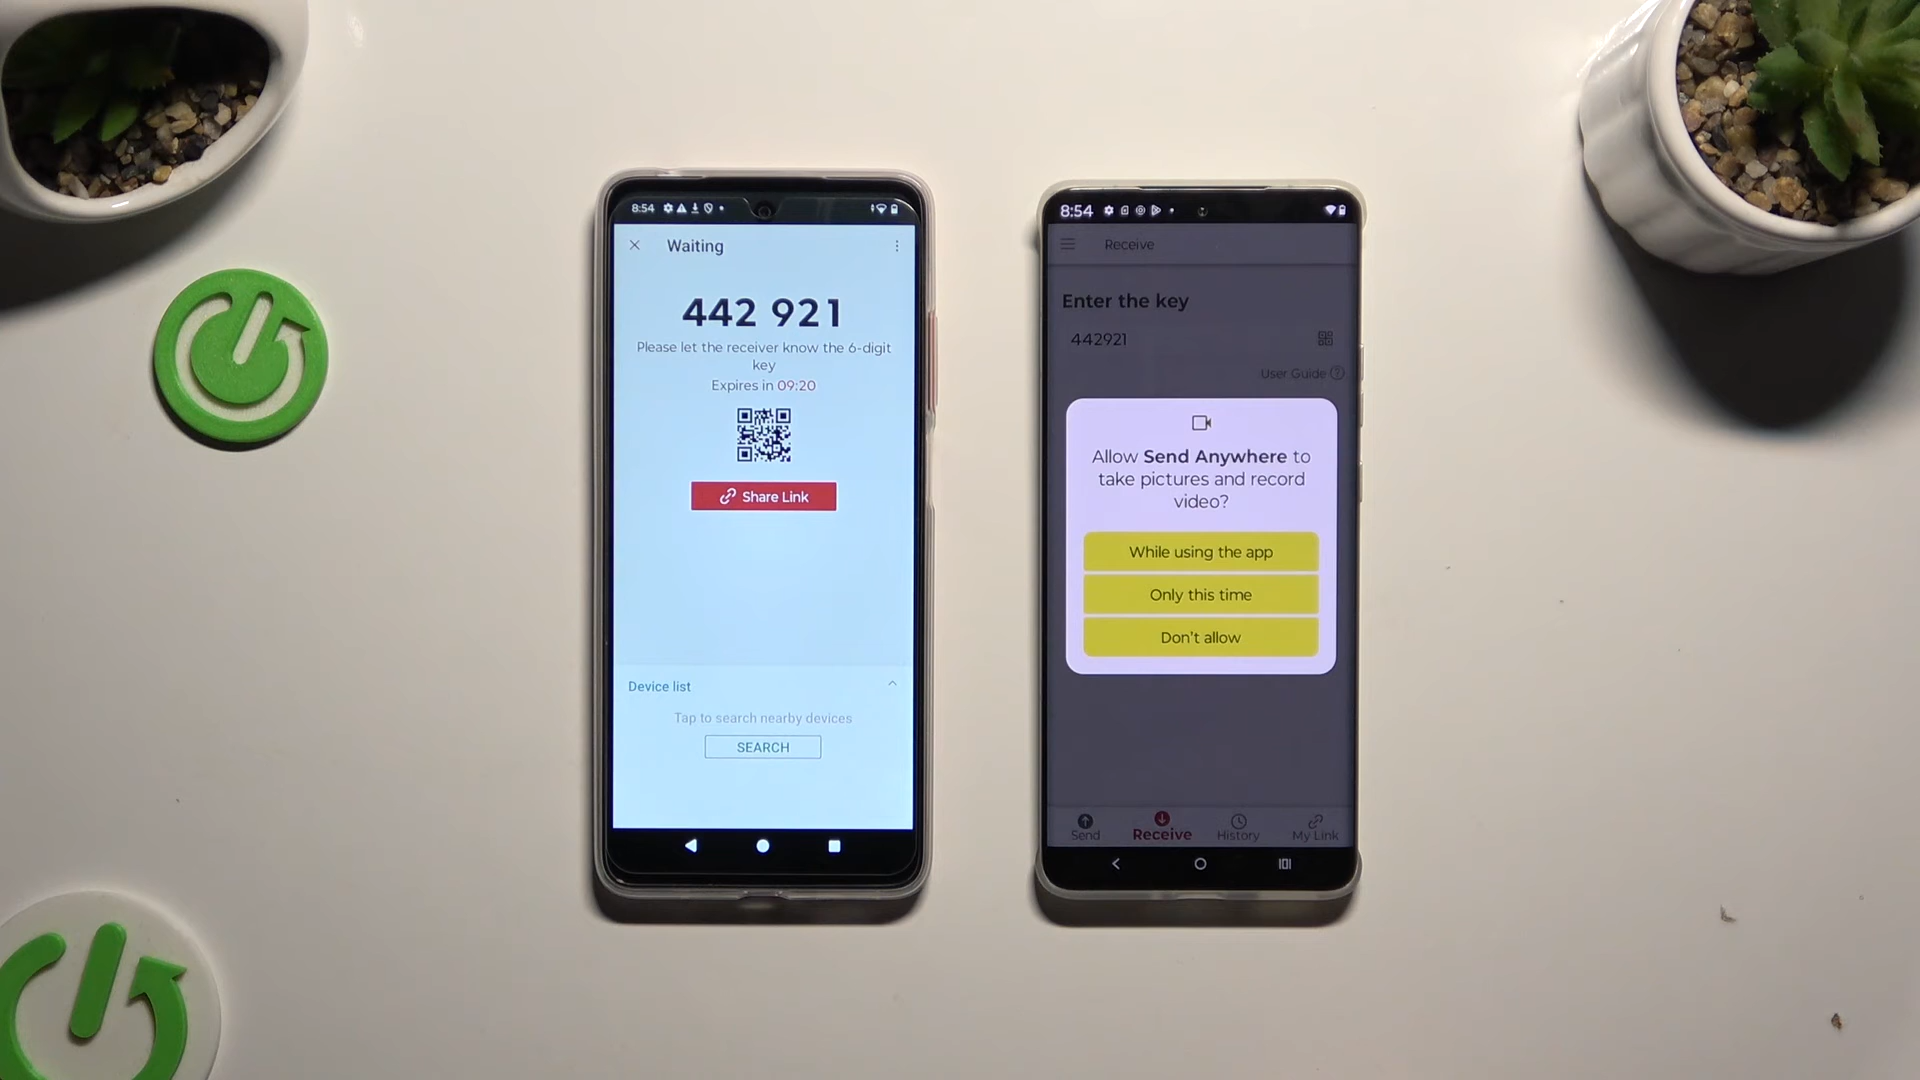 8:54
Waiting
442 921
Please let the receiver know the 6-digit
key
Expires in 09:20
Share Link
Device list
Tap to search nearby devices
SEARCH
8:54
Receive
Enter the key
442921
User Guide ?
Allow Send Anywhere to
take pictures and record
video?
While using the app
Only this time
Don't allow
Send Receive History My Link